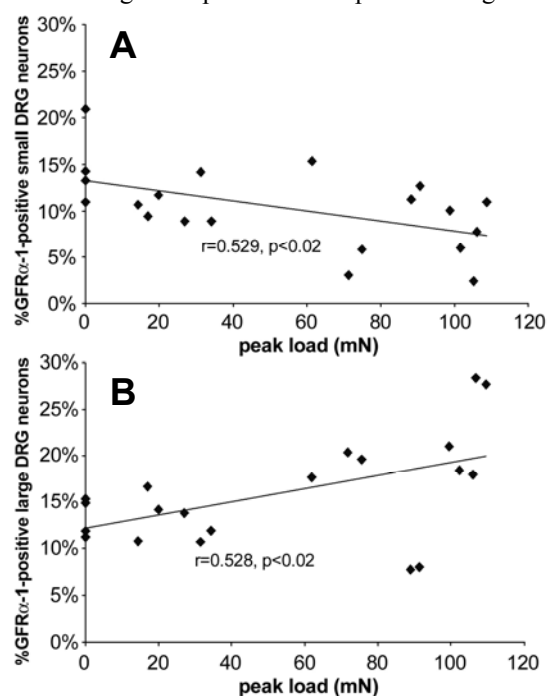 A
30%
25%
20%
15%
10%
5%
0%
%GFRα-1-positive small DRG neurons
r=0.529, p<0.02
0 20 40 60 80 100 120
peak load (mN)
B
30%
25%
20%
15%
10%
5%
0%
%GFRα-1-positive large DRG neurons
r=0.528, p<0.02
0 20 40 60 80 100 120
peak load (mN)